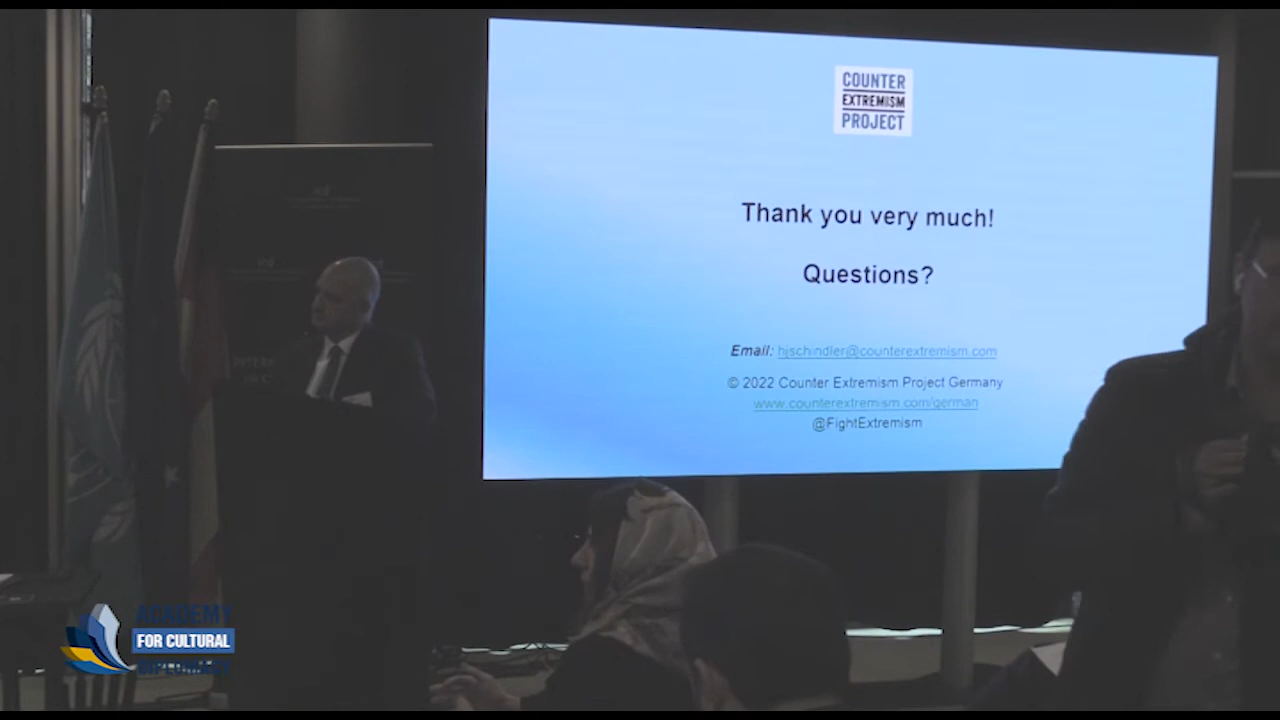 COUNTER
EXTREMISM
PROJECT
Thank you very much!
Questions?
Email: hjschindler@counterextremism.com
© 2022 Counter Extremism Project Germany
www.counterextremism.com/german
@FightExtremism
ACADEMY
FOR CULTURAL
DIPLOMACY